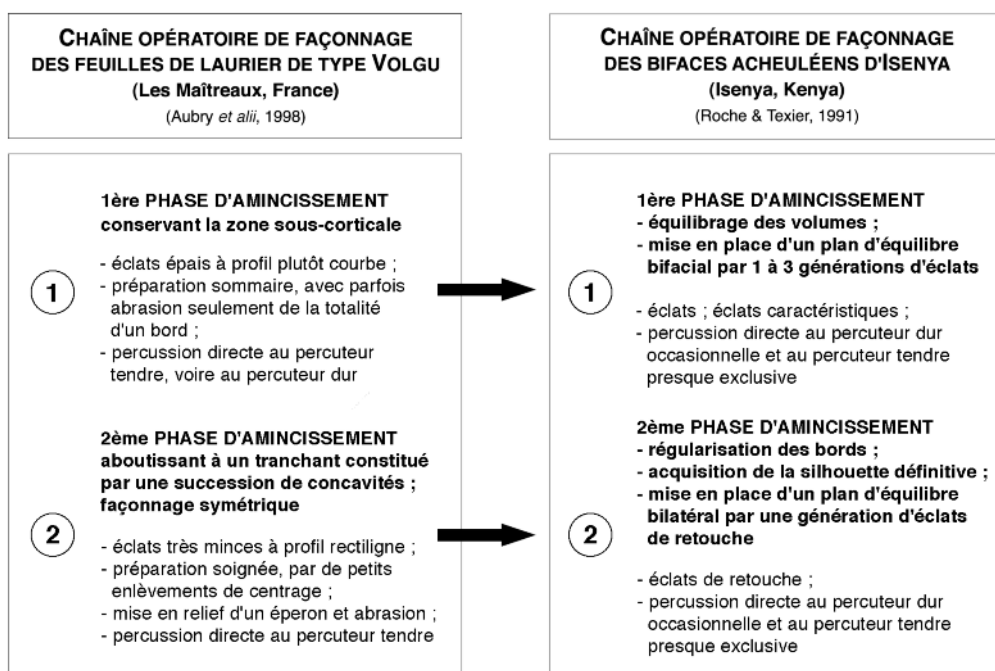 CHAÎNE OPÉRATOIRE DE FAÇONNAGE
DES FEUILLES DE LAURIER DE TYPE VOLGU
(Les Maîtreaux, France)
(Aubry et alii, 1998)
1ère PHASE D'AMINCISSEMENT
conservant la zone sous-corticale
1
- éclats épais à profil plutôt courbe ;
- préparation sommaire, avec parfois
abrasion seulement de la totalité
d'un bord ;
- percussion directe au percuteur
tendre, voire au percuteur dur
2ème PHASE D'AMINCISSEMENT
aboutissant à un tranchant constitué
par une succession de concavités ;
façonnage symétrique
2
- éclats très minces à profil rectiligne ;
- préparation soignée, par de petits
enlèvements de centrage ;
- mise en relief d'un éperon et abrasion ;
- percussion directe au percuteur tendre
CHAÎNE OPÉRATOIRE DE FAÇONNAGE
DES BIFACES ACHEULÉENS D'ISENYA
(Isenya, Kenya)
(Roche & Texier, 1991)
1ère PHASE D'AMINCISSEMENT
- équilibrage des volumes ;
- mise en place d'un plan d'équilibre
bifacial par 1 à 3 générations d'éclats
1
- éclats ; éclats caractéristiques ;
- percussion directe au percuteur dur
occasionnelle et au percuteur tendre
presque exclusive
2ème PHASE D'AMINCISSEMENT
- régularisation des bords ;
- acquisition de la silhouette définitive ;
- mise en place d'un plan d'équilibre
bilatéral par une génération d'éclats
de retouche
2
- éclats de retouche ;
- percussion directe au percuteur dur
occasionnelle et au percuteur tendre
presque exclusive